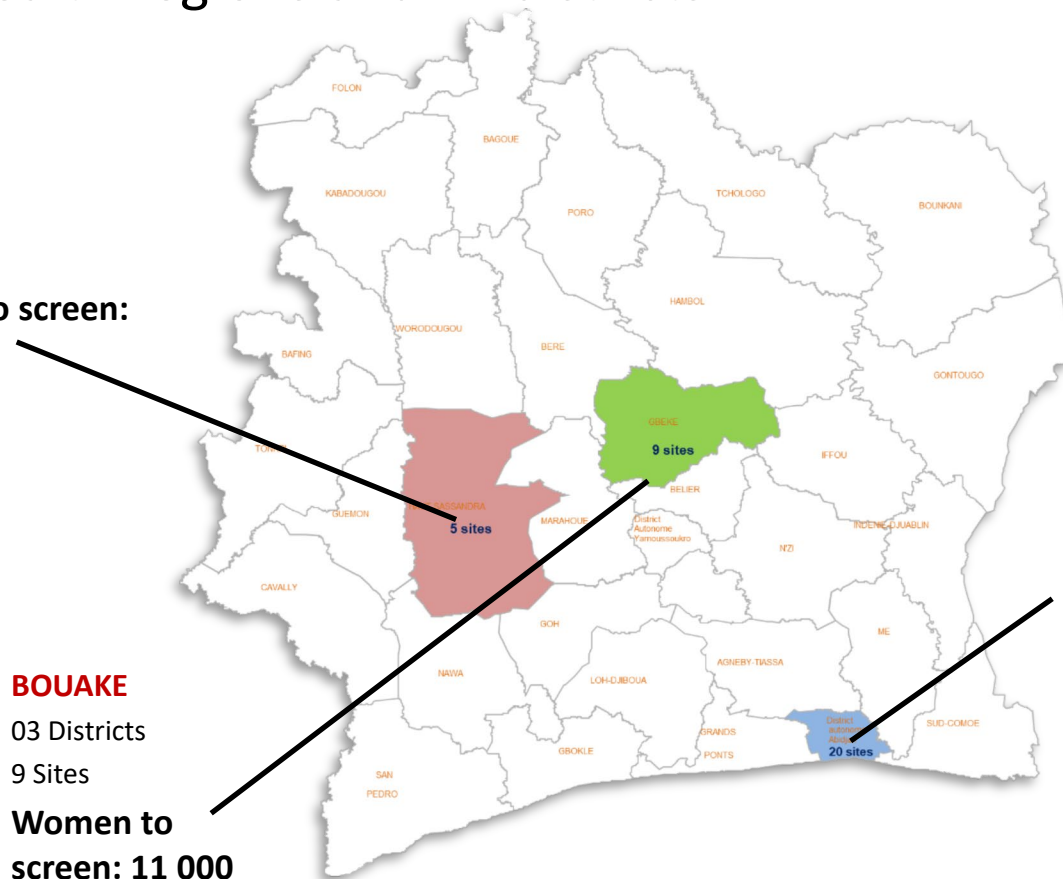 FOLON
BAGOUE
KABADOUGOU
TCHOLOGO
BOUNKANI
PORO
o screen:
HAMBOL
WORODOUGOU
BERE
BAFING
GONTOUGO
GBEKE
9 sites
IFFOU
BELIER
GUEMON
5 sites
MARAHOUE
District
Autonome
Yamoussoukro
INDENIE-DJUABLIN
N'ZI
CAVALLY
GOH
ME
AGNEBY-TIASSA
NAWA
LOH-DJIBOUA
BOUAKE
03 Districts
9 Sites
Women to
screen: 11 000
District
autonome
20 sites
SUD-COMOE
GRANDS
PONTS
GBOKLE
SAN
PEDRO